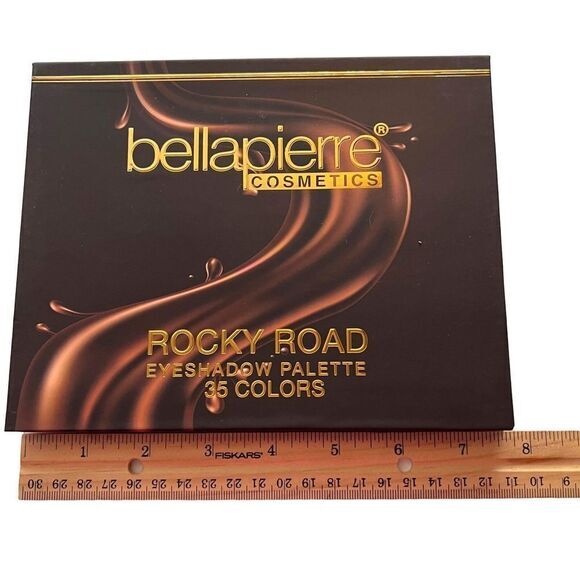 bellapierre®
COSMETICS
ROCKY ROAD
EYESHADOW PALETTE
35 COLORS
1 2 3 4 5 6 7 8
FISKARS®
30 29 28 27 26 25 24 23 22 21 20 19 18 17 16 15 14 13 12 11 10 9